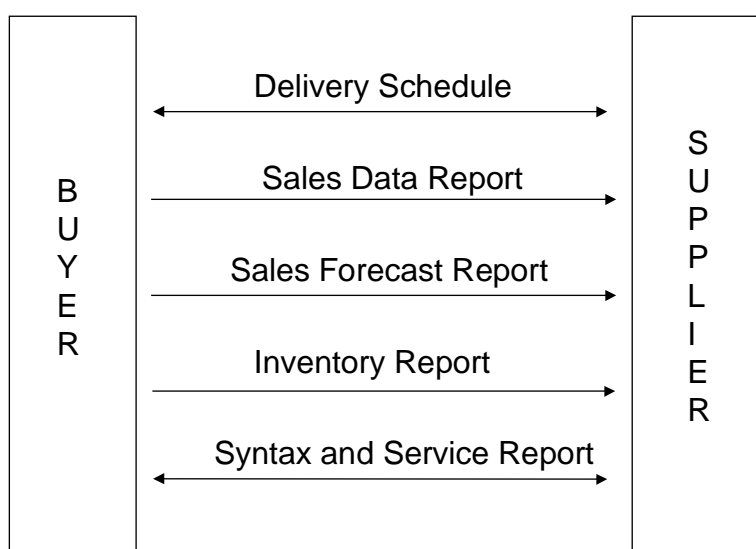 BUYER
Delivery Schedule
Sales Data Report
Sales Forecast Report
Inventory Report
Syntax and Service Report
SUPPLIER